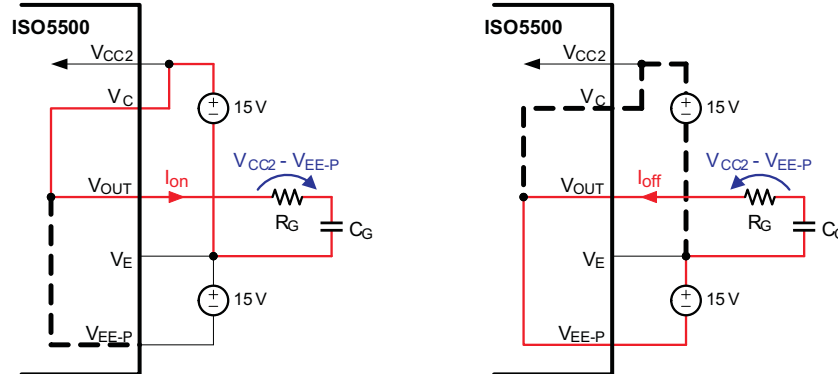 ISO5500
VCC2
VC
15 V
VCC2 - VEE-P
VOUT
Ion
RG
CG
VE
15 V
VEE-P
ISO5500
VCC2
VC
15 V
VCC2 - VEE-P
VOUT
Ioff
RG
VE
15 V
VEE-P